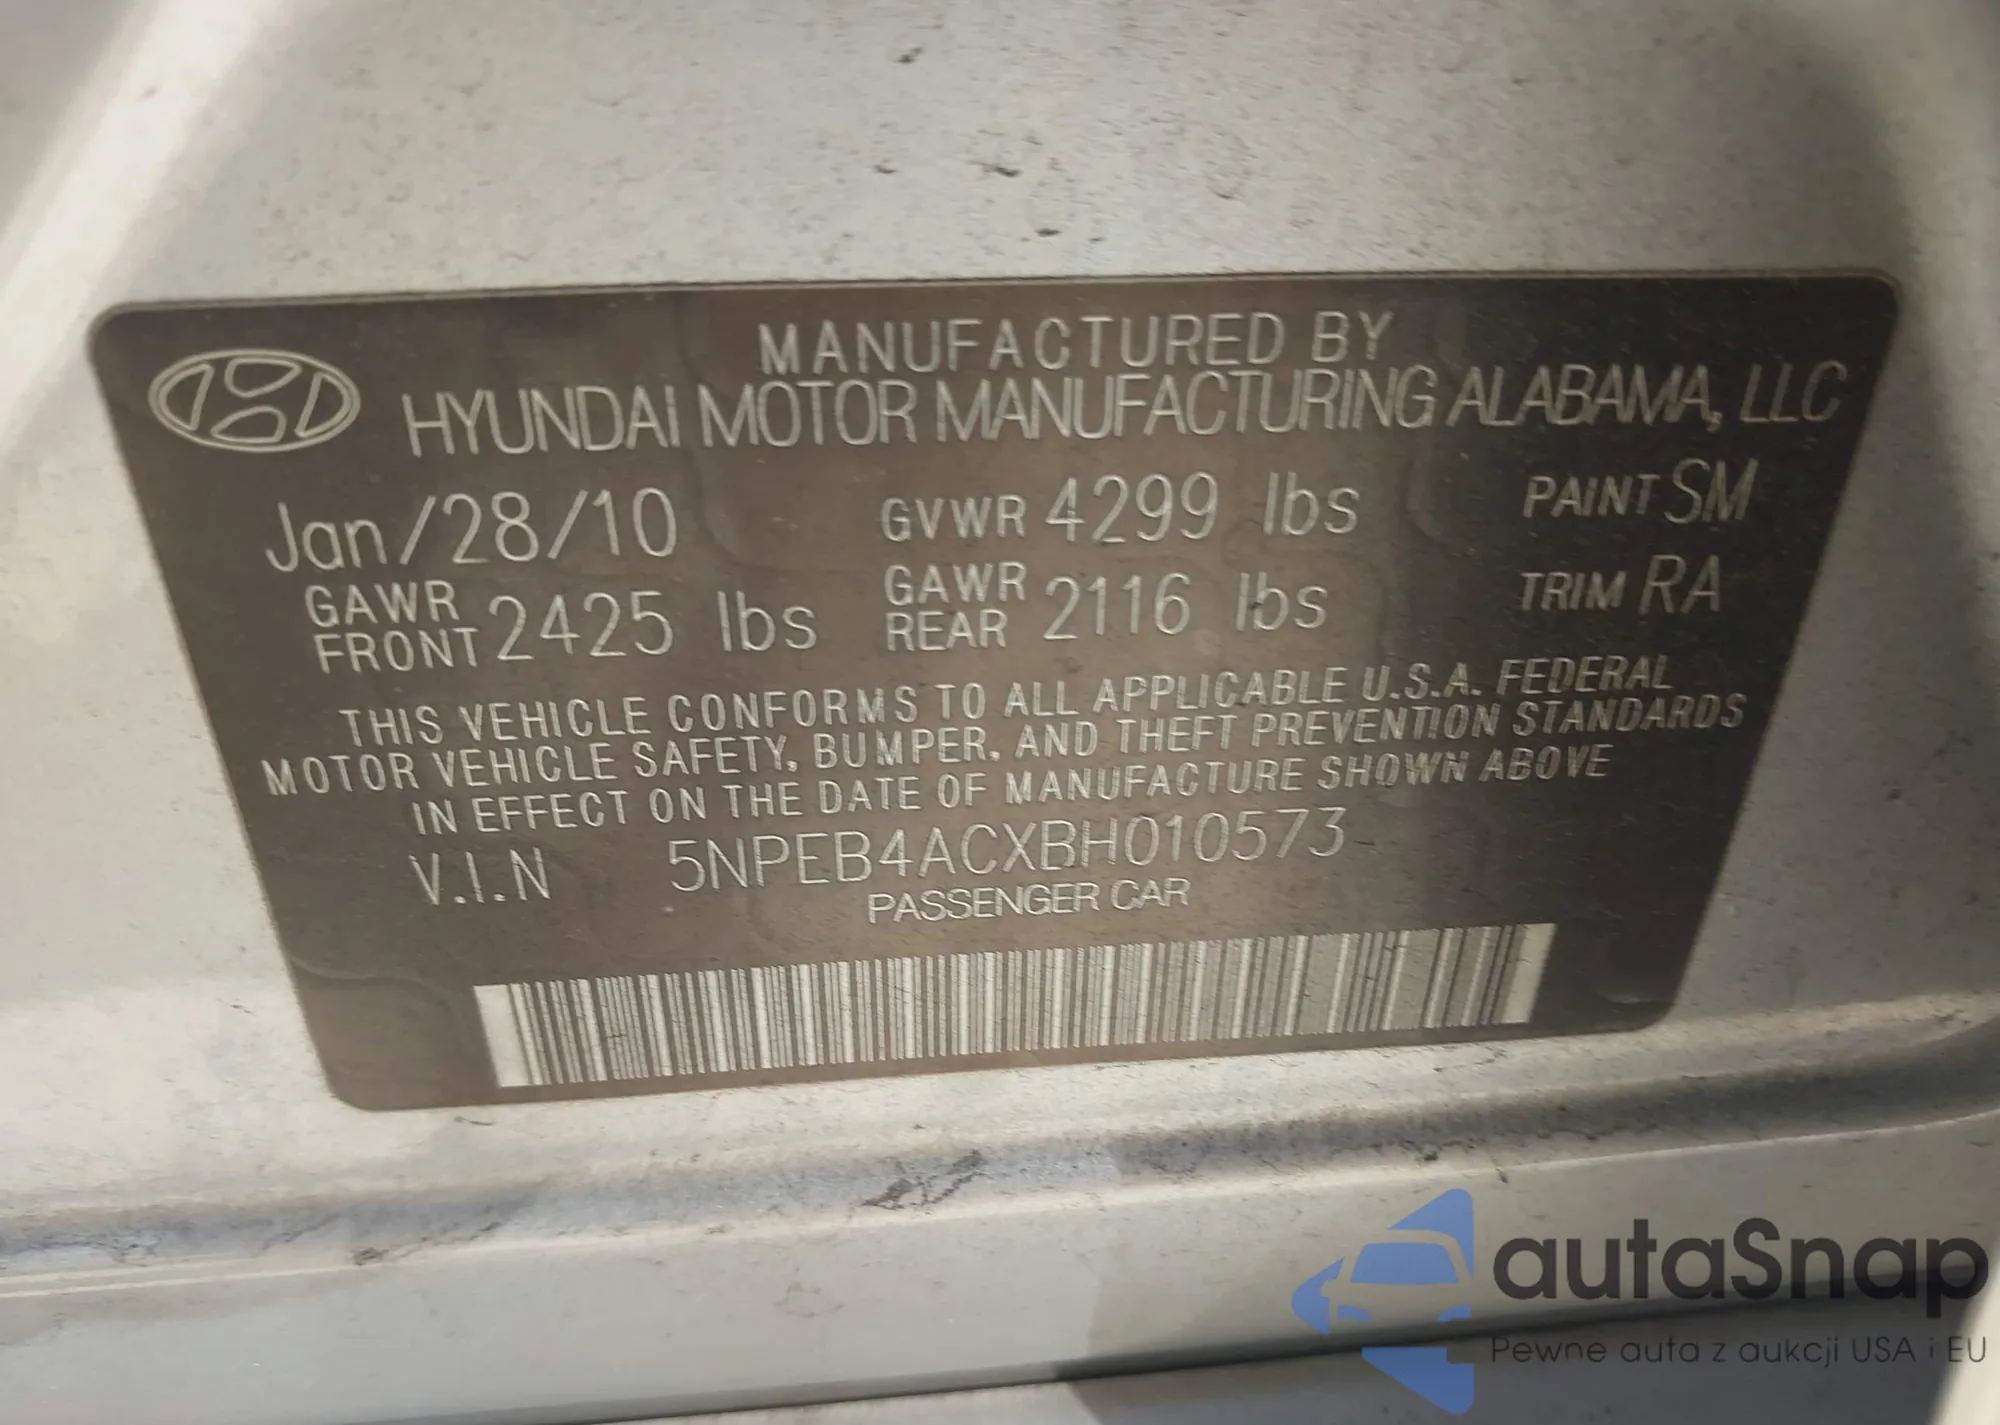 MANUFACTURED BY
HYUNDAI MOTOR MANUFACTURING ALABAMA, LLC
Jan/28/10 GVWR 4299 lbs PAINT SM
GAWR FRONT 2425 lbs GAWR REAR 2116 lbs TRIM RA
THIS VEHICLE CONFORMS TO ALL APPLICABLE U.S.A. FEDERAL
MOTOR VEHICLE SAFETY, BUMPER, AND THEFT PREVENTION STANDARDS
IN EFFECT ON THE DATE OF MANUFACTURE SHOWN ABOVE
V.I.N 5NPEB4ACXBH010573
PASSENGER CAR
autaSnap
Pewne auta z aukcji USA i EU